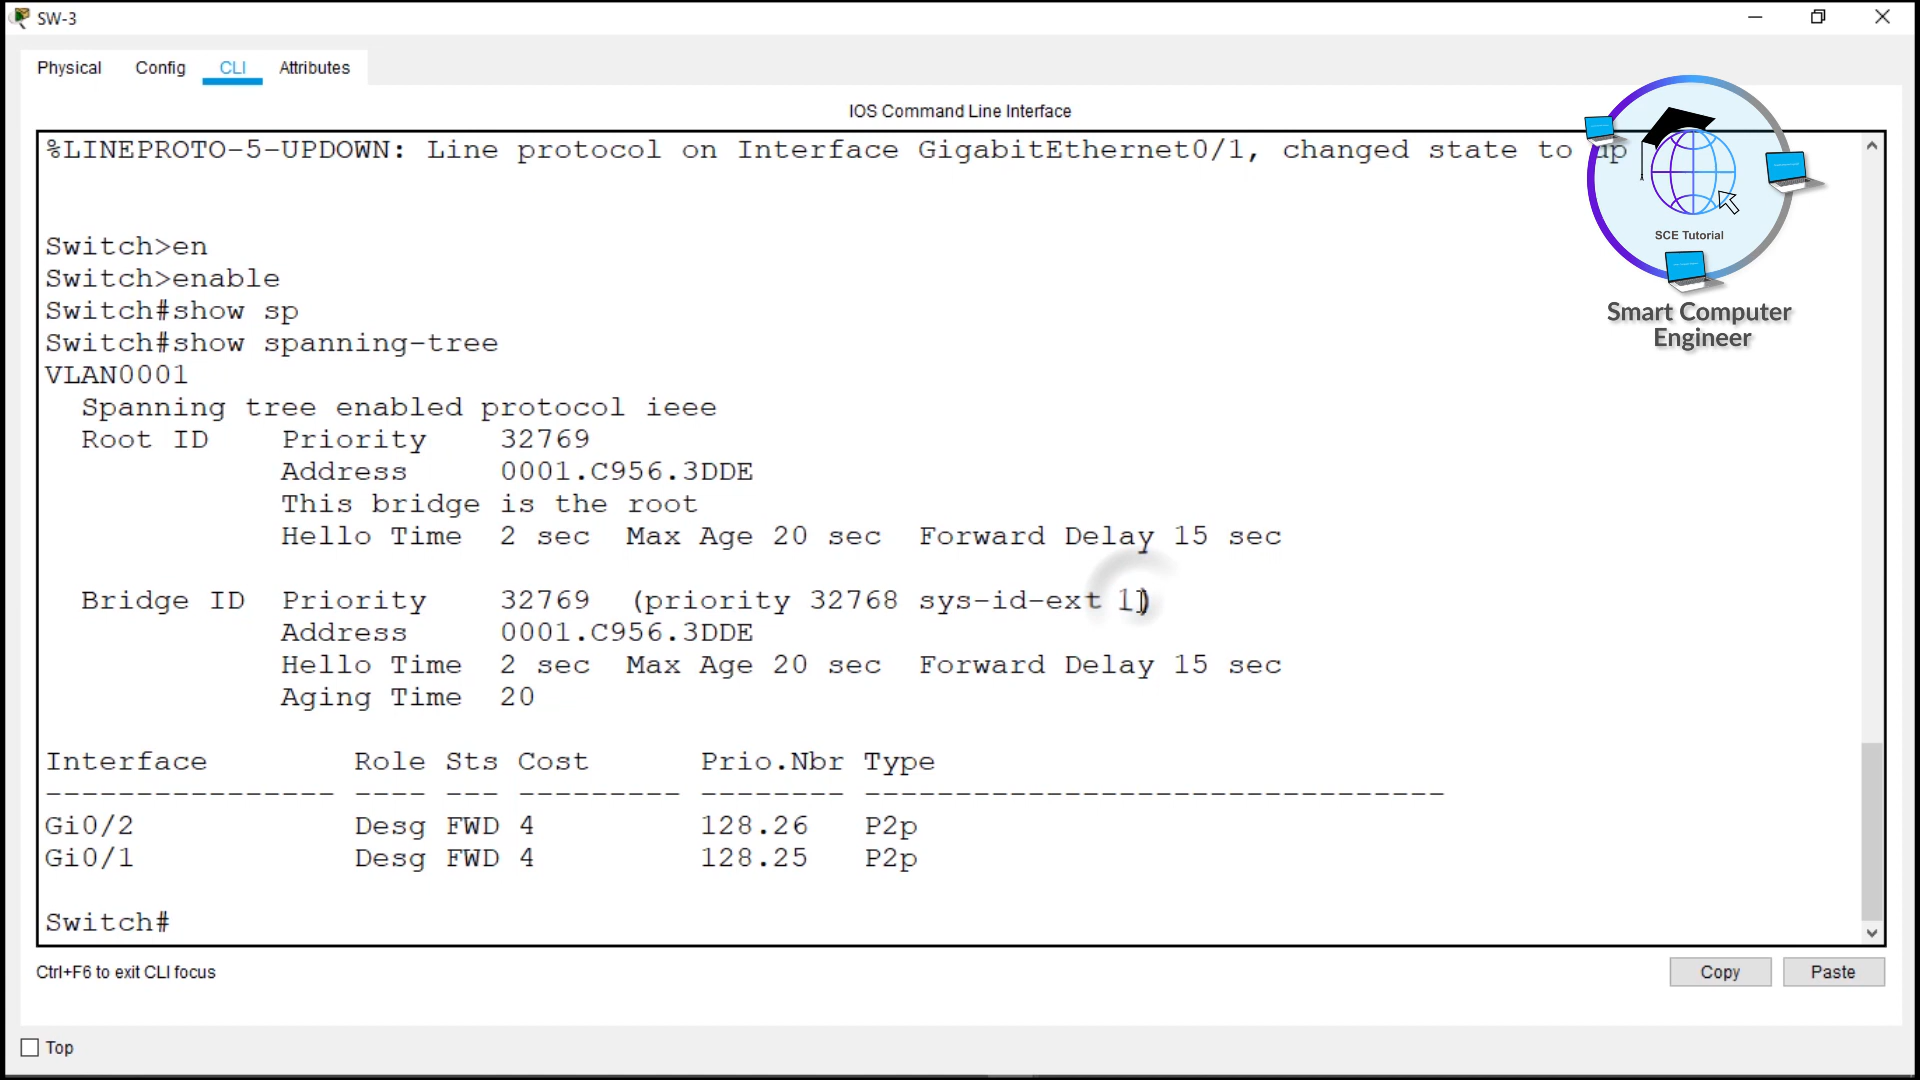 SW-3
Physical Config CLI Attributes
IOS Command Line Interface
%LINEPROTO-5-UPDOWN: Line protocol on Interface GigabitEthernet0/1, changed state to up
Switch>en
Switch>enable
Switch#show sp
Switch#show spanning-tree
VLAN0001
Spanning tree enabled protocol ieee
Root ID Priority 32769
Address 0001.C956.3DDE
This bridge is the root
Hello Time 2 sec Max Age 20 sec Forward Delay 15 sec
Bridge ID Priority 32769 (priority 32768 sys-id-ext 1)
Address 0001.C956.3DDE
Hello Time 2 sec Max Age 20 sec Forward Delay 15 sec
Aging Time 20
Interface Role Sts Cost Prio.Nbr Type
---------------- ---- --- --------- -------- --------------------------------
Gi0/2 Desg FWD 4 128.26 P2p
Gi0/1 Desg FWD 4 128.25 P2p
Switch#
Ctrl+F6 to exit CLI focus
Copy Paste
Top
SCE Tutorial
Smart Computer
Engineer